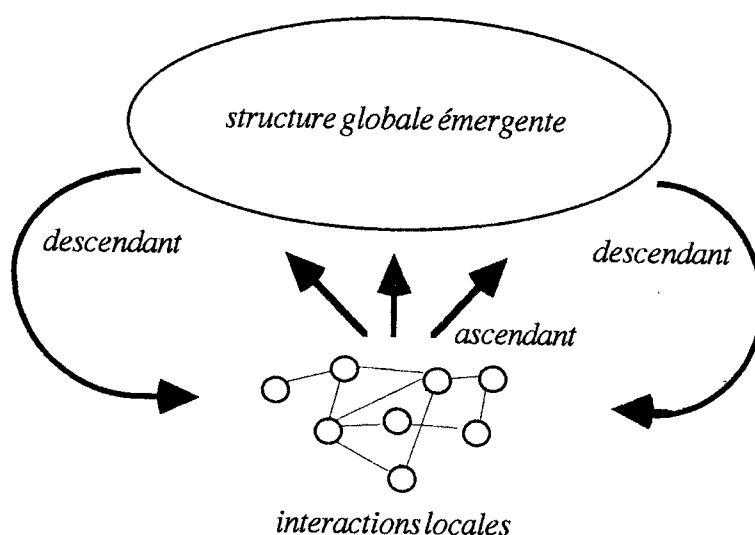 structure globale émergente
descendant
descendant
ascendant
interactions locales